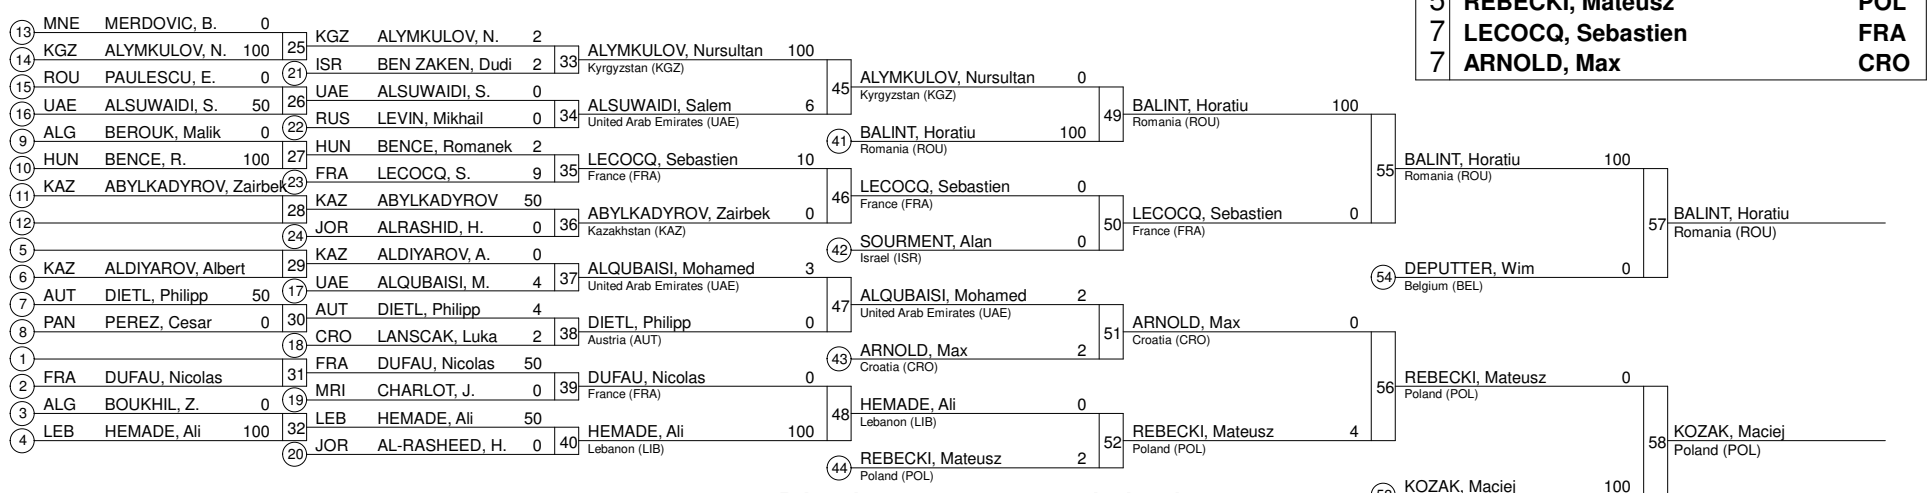 5 REBECKI, Mateusz POL
7 LECOCQ, Sebastien FRA
7 ARNOLD, Max CRO
13 MNE MERDOVIC, B. 0
14 KGZ ALYMKULOV, N. 100
15 ROU PAULESCU, E. 0
16 UAE ALSUWAIDI, S. 50
9 ALG BEROUK, Malik 0
10 HUN BENCE, R. 100
11 KAZ ABYLKADYROV, Zairbek
12
5
6 KAZ ALDIYAROV, Albert
7 AUT DIETL, Philipp 50
8 PAN PEREZ, Cesar 0
1
2 FRA DUFAU, Nicolas
3 ALG BOUKHIL, Z. 0
4 LEB HEMADE, Ali 100
25 KGZ ALYMKULOV, N. 2
21 ISR BEN ZAKEN, Dudi 2
26 UAE ALSUWAIDI, S. 0
22 RUS LEVIN, Mikhail 0
27 HUN BENCE, Romanek 2
23 FRA LECOCQ, S. 9
28 KAZ ABYLKADYROV 50
24 JOR ALRASHID, H. 0
29 KAZ ALDIYAROV, A. 0
17 UAE ALQUBAISI, M. 4
30 AUT DIETL, Philipp 4
18 CRO LANSCAK, Luka 2
31 FRA DUFAU, Nicolas 50
19 MRI CHARLOT, J. 0
32 LEB HEMADE, Ali 50
20 JOR AL-RASHEED, H. 0
33 ALYMKULOV, Nursultan 100
Kyrgyzstan (KGZ)
34 ALSUWAIDI, Salem 6
United Arab Emirates (UAE)
35 LECOCQ, Sebastien 10
France (FRA)
36 ABYLKADYROV, Zairbek 0
Kazakhstan (KAZ)
37 ALQUBAISI, Mohamed 3
United Arab Emirates (UAE)
38 DIETL, Philipp 0
Austria (AUT)
39 DUFAU, Nicolas 0
France (FRA)
40 HEMADE, Ali 100
Lebanon (LIB)
45 ALYMKULOV, Nursultan 0
Kyrgyzstan (KGZ)
41 BALINT, Horatiu 100
Romania (ROU)
46 LECOCQ, Sebastien 0
France (FRA)
42 SOURMENT, Alan 0
Israel (ISR)
47 ALQUBAISI, Mohamed 2
United Arab Emirates (UAE)
43 ARNOLD, Max 2
Croatia (CRO)
48 HEMADE, Ali 0
Lebanon (LIB)
44 REBECKI, Mateusz 2
Poland (POL)
49 BALINT, Horatiu 100
Romania (ROU)
50 LECOCQ, Sebastien 0
France (FRA)
51 ARNOLD, Max 0
Croatia (CRO)
52 REBECKI, Mateusz 4
Poland (POL)
55 BALINT, Horatiu 100
Romania (ROU)
54 DEPUTTER, Wim 0
Belgium (BEL)
56 REBECKI, Mateusz 0
Poland (POL)
KOZAK, Maciej 100
57 BALINT, Horatiu
Romania (ROU)
58 KOZAK, Maciej
Poland (POL)